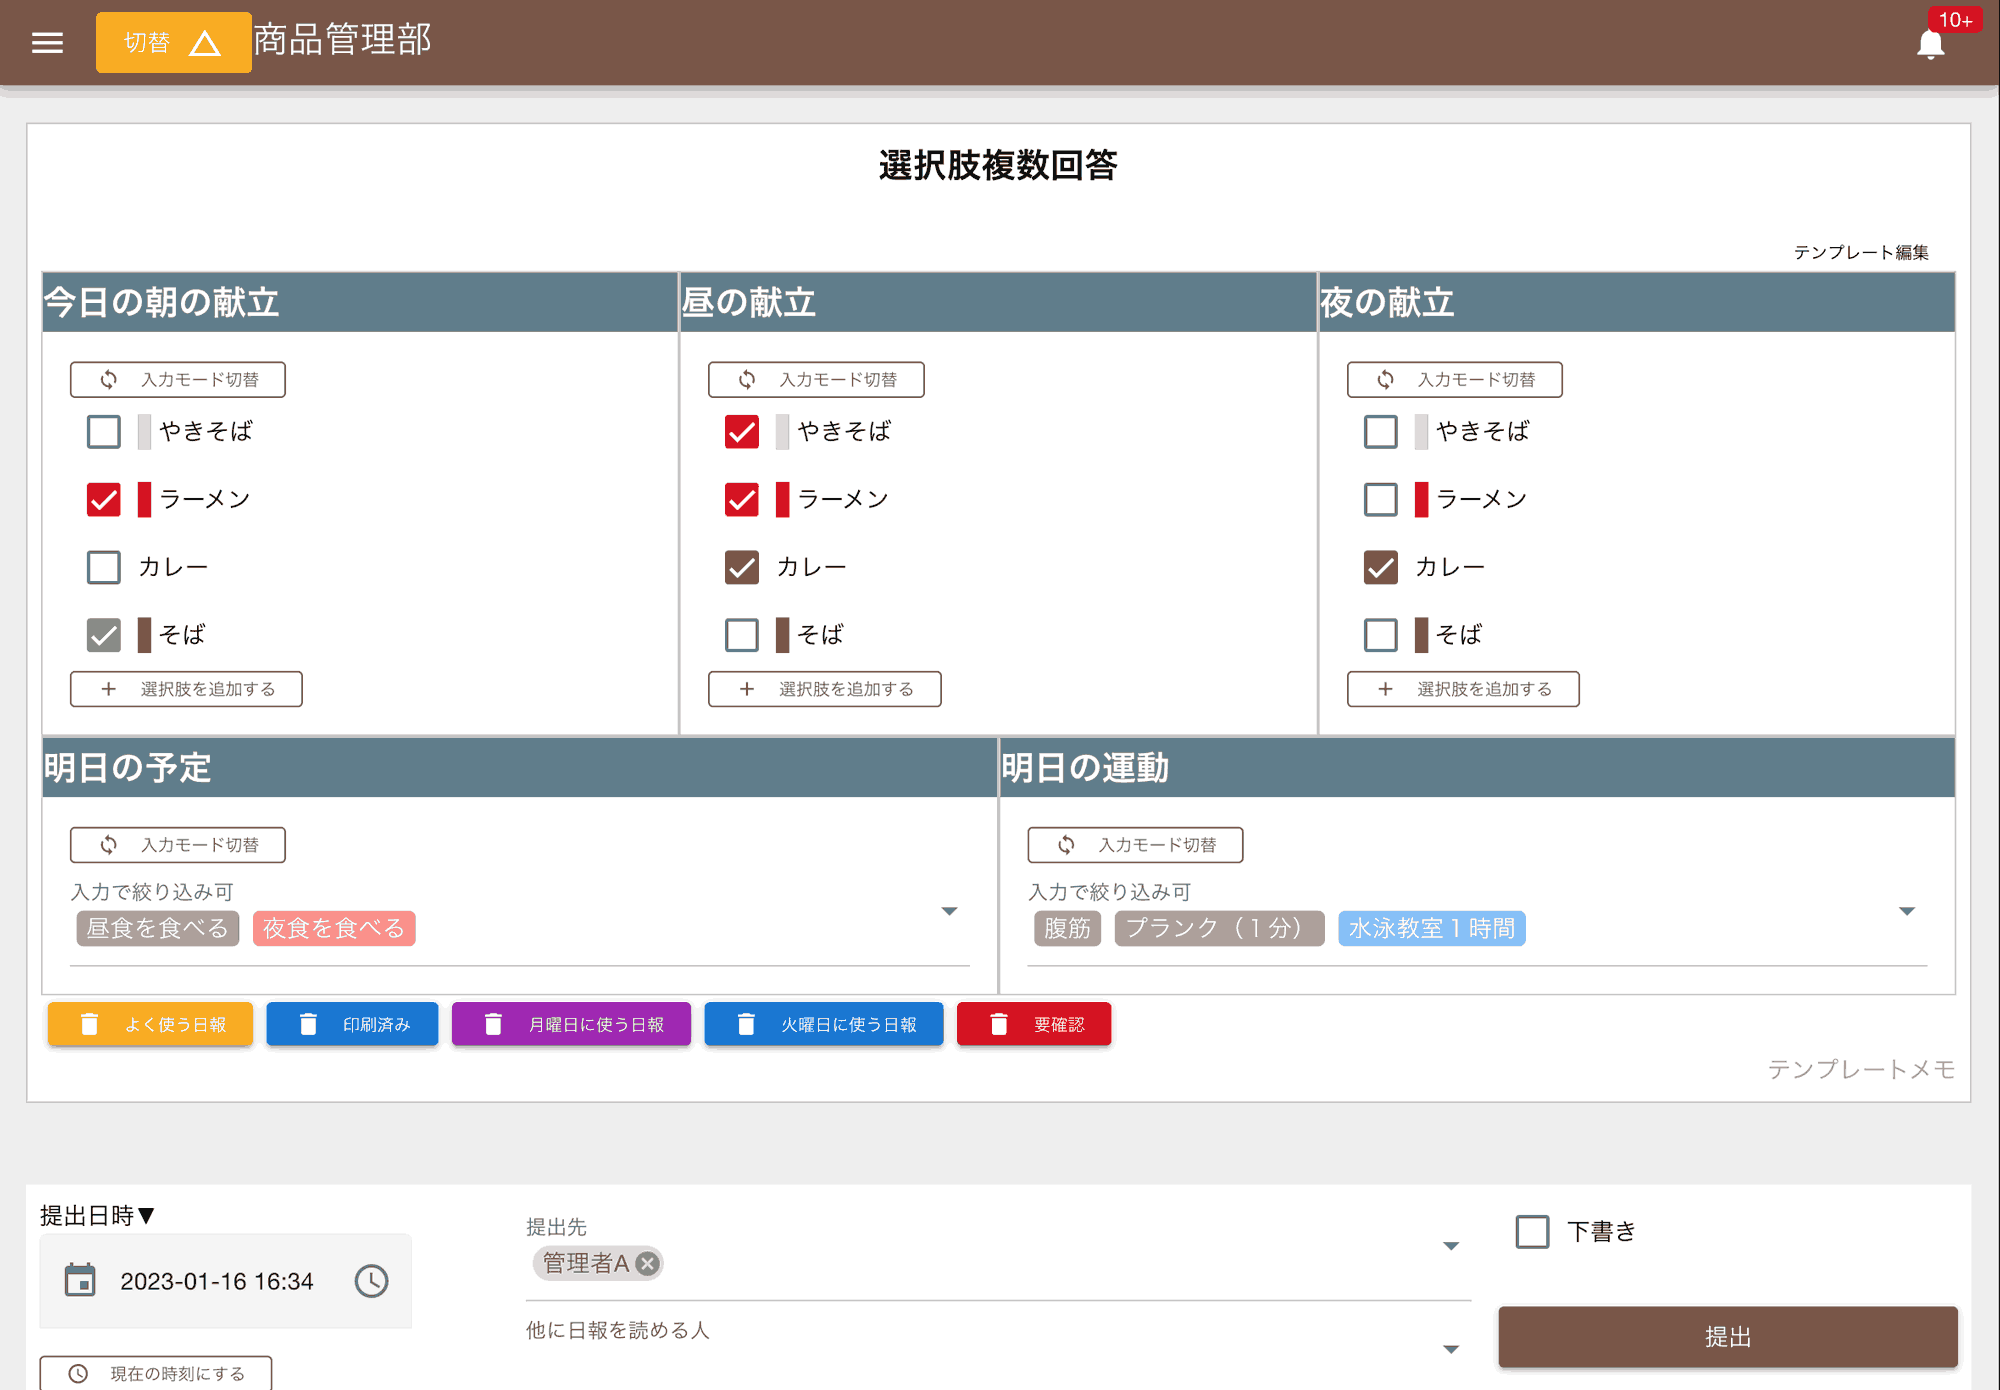 切替 商品管理部 10+
選択肢複数回答
テンプレート編集
今日の朝の献立 昼の献立 夜の献立
入力モード切替 入力モード切替 入力モード切替
やきそば やきそば やきそば
ラーメン ラーメン ラーメン
カレー カレー カレー
そば そば そば
選択肢を追加する 選択肢を追加する 選択肢を追加する
明日の予定 明日の運動
入力モード切替 入力モード切替
入力で絞り込み可 入力で絞り込み可
昼食を食べる 夜食を食べる 腹筋 プランク（１分） 水泳教室１時間
よく使う日報 印刷済み 月曜日に使う日報 火曜日に使う日報 要確認
テンプレートメモ
提出日時▼ 提出先 下書き
管理者A
2023-01-16 16:34
他に日報を読める人 提出
現在の時刻にする